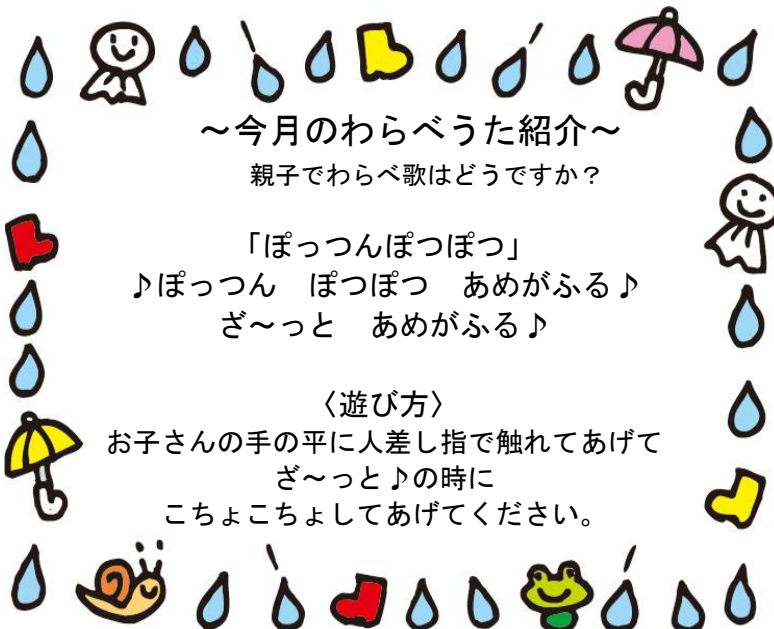 ～今月のわらべうた紹介～
親子でわらべ歌はどうですか？
「ぽっつんぽつぽつ」
♪ぽっつん　ぽつぽつ　あめがふる♪
ざ～っと　あめがふる♪
〈遊び方〉
お子さんの手の平に人差し指で触れてあげて
ざ～っと♪の時に
こちょこちょしてあげてください。